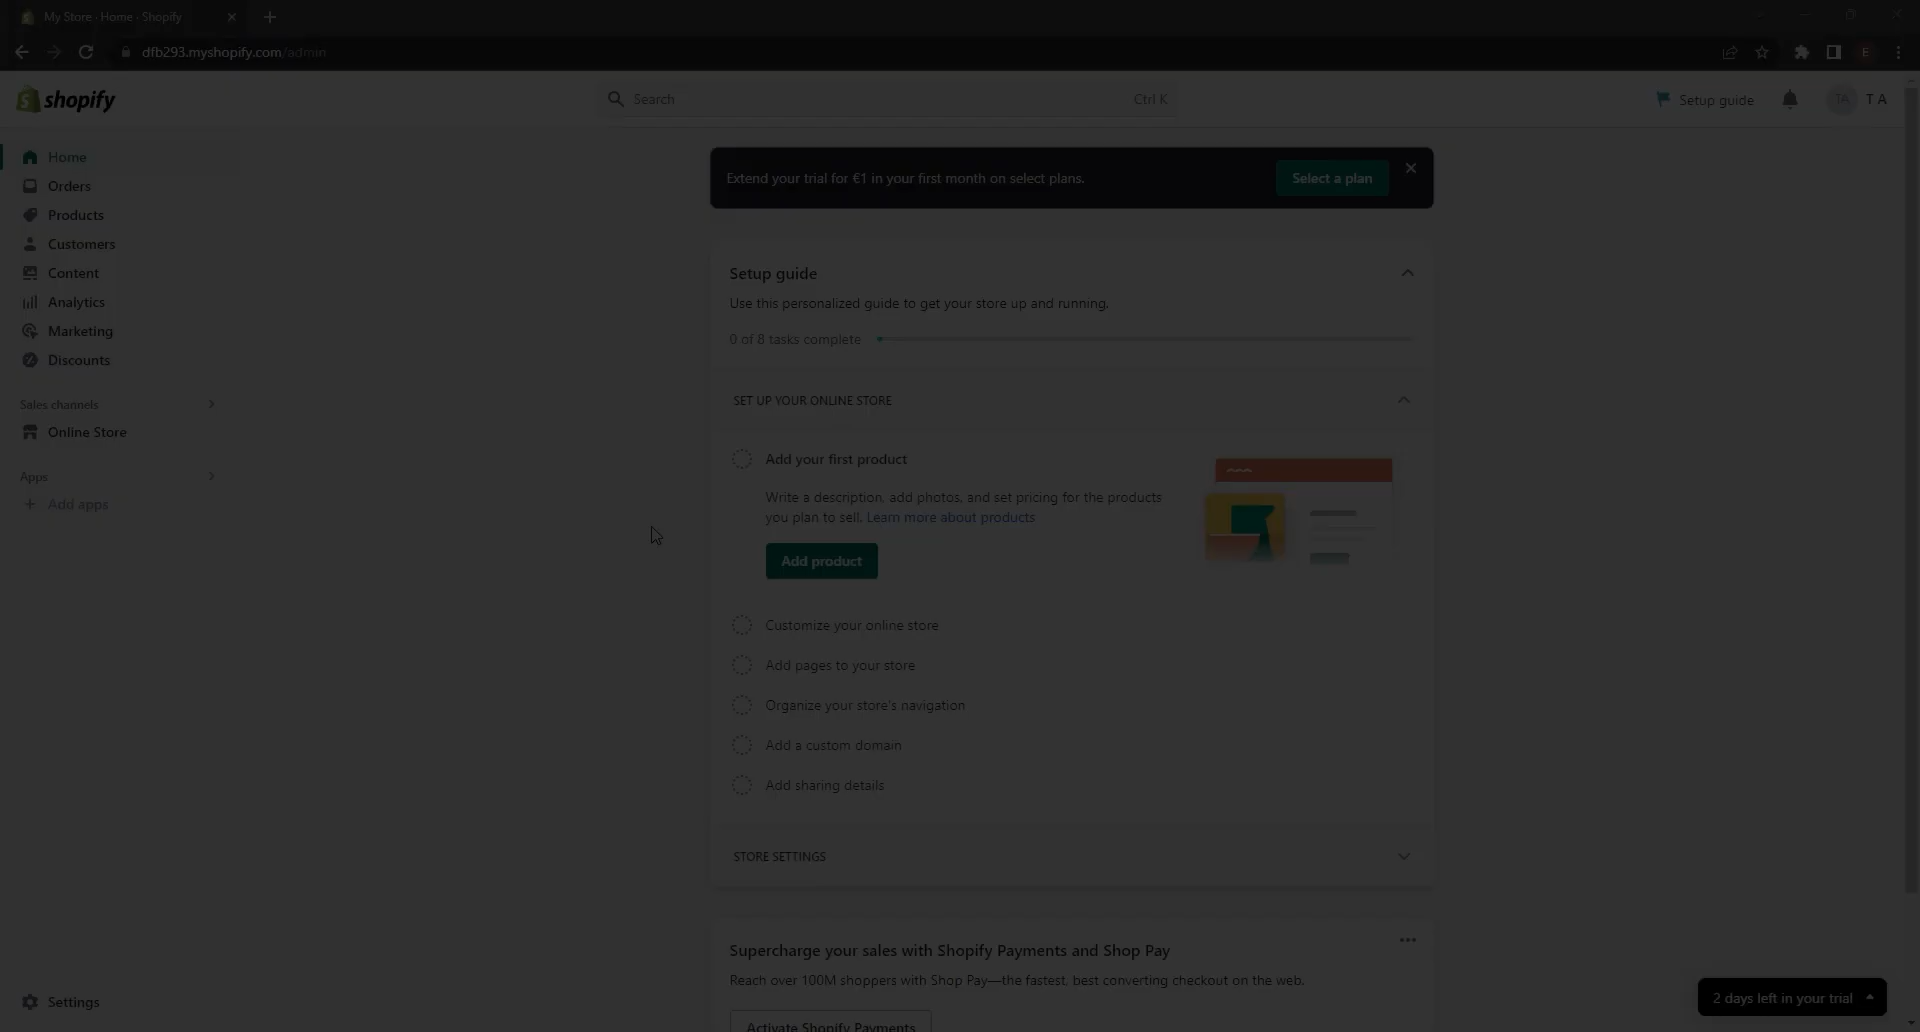 My Store · Home · Shopify
dfb293.myshopify.com/admin
E
shopify
Search
Ctrl K
Setup guide
TA
T A
Home
Orders
Products
Customers
Content
Analytics
Marketing
Discounts
Sales channels
Online Store
Apps
Add apps
Settings
Extend your trial for €1 in your first month on select plans.
Select a plan
Setup guide
Use this personalized guide to get your store up and running.
0 of 8 tasks complete
SET UP YOUR ONLINE STORE
Add your first product
Write a description, add photos, and set pricing for the products
you plan to sell. Learn more about products
Add product
Customize your online store
Add pages to your store
Organize your store's navigation
Add a custom domain
Add sharing details
STORE SETTINGS
Supercharge your sales with Shopify Payments and Shop Pay
Reach over 100M shoppers with Shop Pay—the fastest, best converting checkout on the web.
Activate Shopify Payments
2 days left in your trial